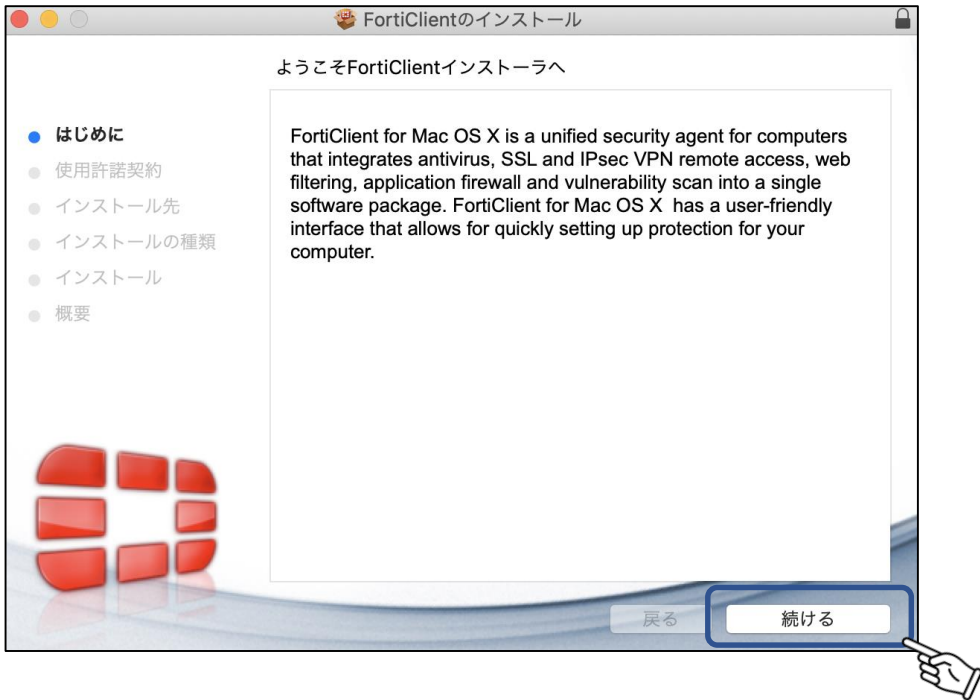 FortiClientのインストール
ようこそFortiClientインストーラへ
はじめに
使用許諾契約
インストール先
インストールの種類
インストール
概要
FortiClient for Mac OS X is a unified security agent for computers
that integrates antivirus, SSL and IPsec VPN remote access, web
filtering, application firewall and vulnerability scan into a single
software package. FortiClient for Mac OS X  has a user-friendly
interface that allows for quickly setting up protection for your
computer.
戻る
続ける